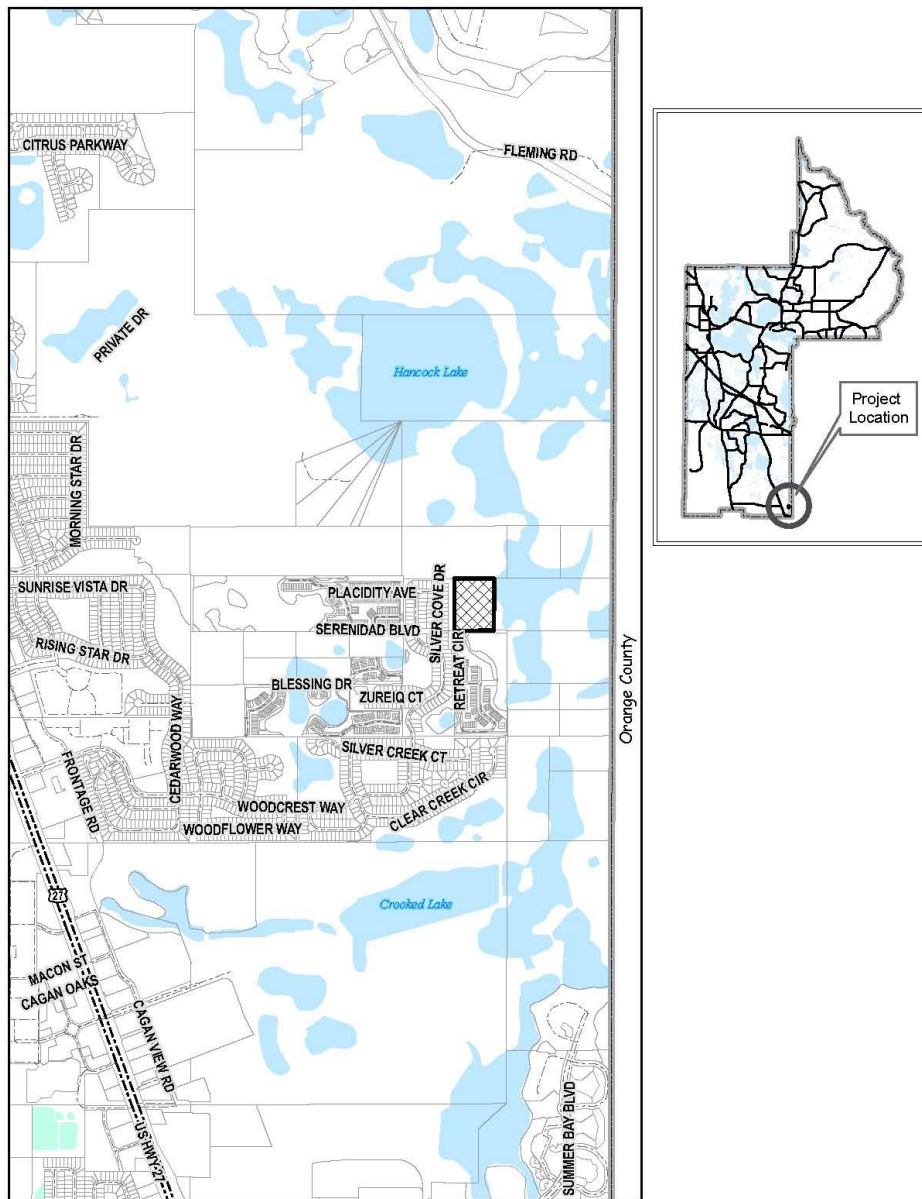 CITRUS PARKWAY
FLEMING RD
PRIVATE DR
Hancock Lake
Project
Location
MORNING STAR DR
SUNRISE VISTA DR
PLACIDITY AVE
SILVER COVE DR
SERENIDAD BLVD
RISING STAR DR
RETREAT CIR
BLESSING DR
ZUREIQ CT
Orange County
CEDARWOOD WAY
SILVER CREEK CT
FRONTAGE RD
WOODCREST WAY
CLEAR CREEK CIR
WOODFLOWER WAY
27
Crooked Lake
MACON ST
CAGAN OAKS
CAGAN VIEW RD
US HWY 27
SUMMER BAY BLVD